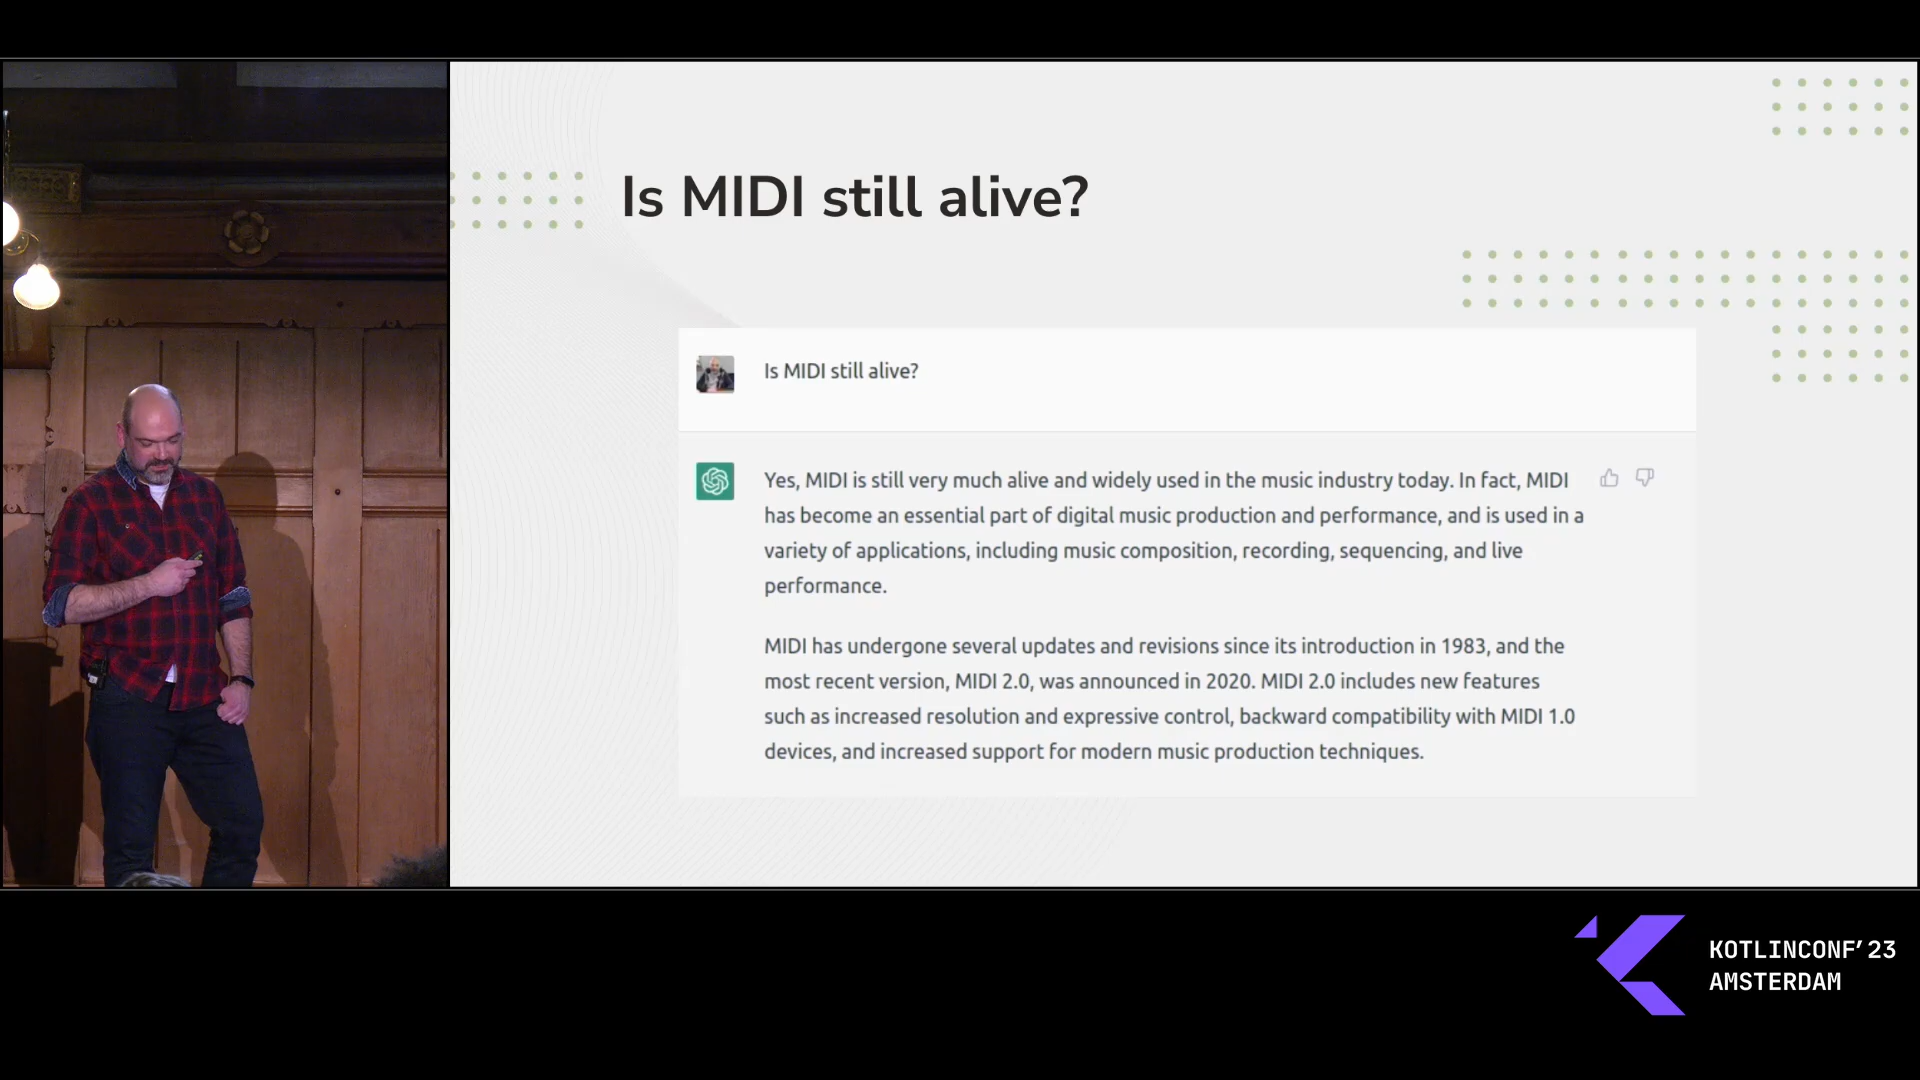 Is MIDI still alive?
Is MIDI still alive?
Yes, MIDI is still very much alive and widely used in the music industry today. In fact, MIDI
has become an essential part of digital music production and performance, and is used in a
variety of applications, including music composition, recording, sequencing, and live
performance.
MIDI has undergone several updates and revisions since its introduction in 1983, and the
most recent version, MIDI 2.0, was announced in 2020. MIDI 2.0 includes new features
such as increased resolution and expressive control, backward compatibility with MIDI 1.0
devices, and increased support for modern music production techniques.
KOTLINCONF'23
AMSTERDAM